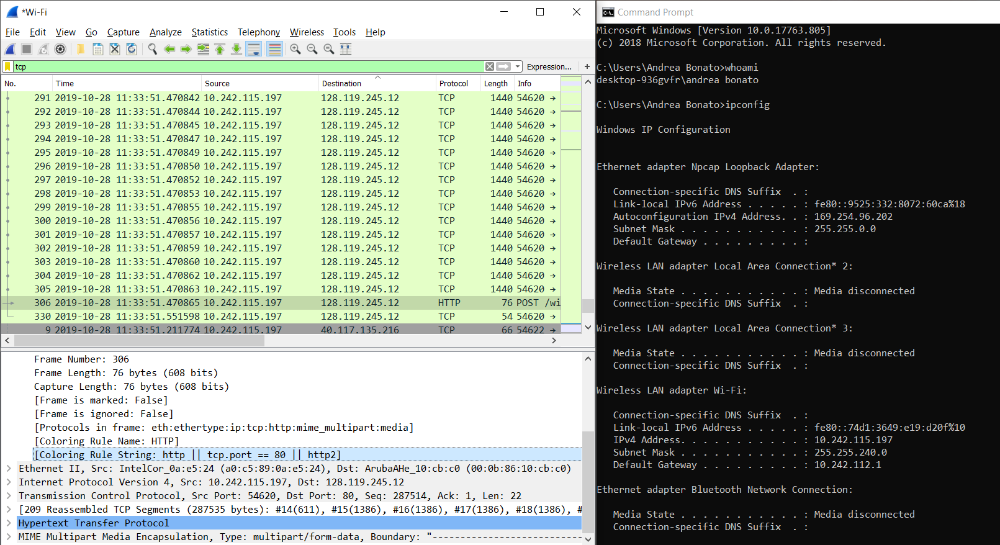 *Wi-Fi
File Edit View Go Capture Analyze Statistics Telephony Wireless Tools Help
tcp
Expression... +
No. Time Source Destination Protocol Length Info
291 2019-10-28 11:33:51.470842 10.242.115.197 128.119.245.12 TCP 1440 54620 →
292 2019-10-28 11:33:51.470844 10.242.115.197 128.119.245.12 TCP 1440 54620 →
293 2019-10-28 11:33:51.470845 10.242.115.197 128.119.245.12 TCP 1440 54620 →
294 2019-10-28 11:33:51.470847 10.242.115.197 128.119.245.12 TCP 1440 54620 →
295 2019-10-28 11:33:51.470849 10.242.115.197 128.119.245.12 TCP 1440 54620 →
296 2019-10-28 11:33:51.470850 10.242.115.197 128.119.245.12 TCP 1440 54620 →
297 2019-10-28 11:33:51.470852 10.242.115.197 128.119.245.12 TCP 1440 54620 →
298 2019-10-28 11:33:51.470853 10.242.115.197 128.119.245.12 TCP 1440 54620 →
299 2019-10-28 11:33:51.470855 10.242.115.197 128.119.245.12 TCP 1440 54620 →
300 2019-10-28 11:33:51.470856 10.242.115.197 128.119.245.12 TCP 1440 54620 →
301 2019-10-28 11:33:51.470857 10.242.115.197 128.119.245.12 TCP 1440 54620 →
302 2019-10-28 11:33:51.470859 10.242.115.197 128.119.245.12 TCP 1440 54620 →
303 2019-10-28 11:33:51.470860 10.242.115.197 128.119.245.12 TCP 1440 54620 →
304 2019-10-28 11:33:51.470862 10.242.115.197 128.119.245.12 TCP 1440 54620 →
305 2019-10-28 11:33:51.470863 10.242.115.197 128.119.245.12 TCP 1440 54620 →
306 2019-10-28 11:33:51.470865 10.242.115.197 128.119.245.12 HTTP 76 POST /wi
330 2019-10-28 11:33:51.551598 10.242.115.197 128.119.245.12 TCP 54 54620 →
9 2019-10-28 11:33:51.211774 10.242.115.197 40.117.135.216 TCP 66 54622 →
Frame Number: 306
Frame Length: 76 bytes (608 bits)
Capture Length: 76 bytes (608 bits)
[Frame is marked: False]
[Frame is ignored: False]
[Protocols in frame: eth:ethertype:ip:tcp:http:mime_multipart:media]
[Coloring Rule Name: HTTP]
[Coloring Rule String: http || tcp.port == 80 || http2]
Ethernet II, Src: IntelCor_0a:e5:24 (a0:c5:89:0a:e5:24), Dst: ArubaAHe_10:cb:c0 (00:0b:86:10:cb:c0)
Internet Protocol Version 4, Src: 10.242.115.197, Dst: 128.119.245.12
Transmission Control Protocol, Src Port: 54620, Dst Port: 80, Seq: 287514, Ack: 1, Len: 22
[209 Reassembled TCP Segments (287535 bytes): #14(611), #15(1386), #16(1386), #17(1386), #18(1386), #
Hypertext Transfer Protocol
MIME Multipart Media Encapsulation, Type: multipart/form-data, Boundary: "---------------------------
Command Prompt
Microsoft Windows [Version 10.0.17763.805]
(c) 2018 Microsoft Corporation. All rights reserved.
C:\Users\Andrea Bonato>whoami
desktop-936gvfr\andrea bonato
C:\Users\Andrea Bonato>ipconfig
Windows IP Configuration
Ethernet adapter Npcap Loopback Adapter:
Connection-specific DNS Suffix . :
Link-local IPv6 Address . . . . . : fe80::9525:332:8072:60ca%18
Autoconfiguration IPv4 Address. . : 169.254.96.202
Subnet Mask . . . . . . . . . . . : 255.255.0.0
Default Gateway . . . . . . . . . :
Wireless LAN adapter Local Area Connection* 2:
Media State . . . . . . . . . . . : Media disconnected
Connection-specific DNS Suffix . :
Wireless LAN adapter Local Area Connection* 3:
Media State . . . . . . . . . . . : Media disconnected
Connection-specific DNS Suffix . :
Wireless LAN adapter Wi-Fi:
Connection-specific DNS Suffix . :
Link-local IPv6 Address . . . . . : fe80::74d1:3649:e19:d20f%10
IPv4 Address. . . . . . . . . . . : 10.242.115.197
Subnet Mask . . . . . . . . . . . : 255.255.240.0
Default Gateway . . . . . . . . . : 10.242.112.1
Ethernet adapter Bluetooth Network Connection:
Media State . . . . . . . . . . . : Media disconnected
Connection-specific DNS Suffix . :